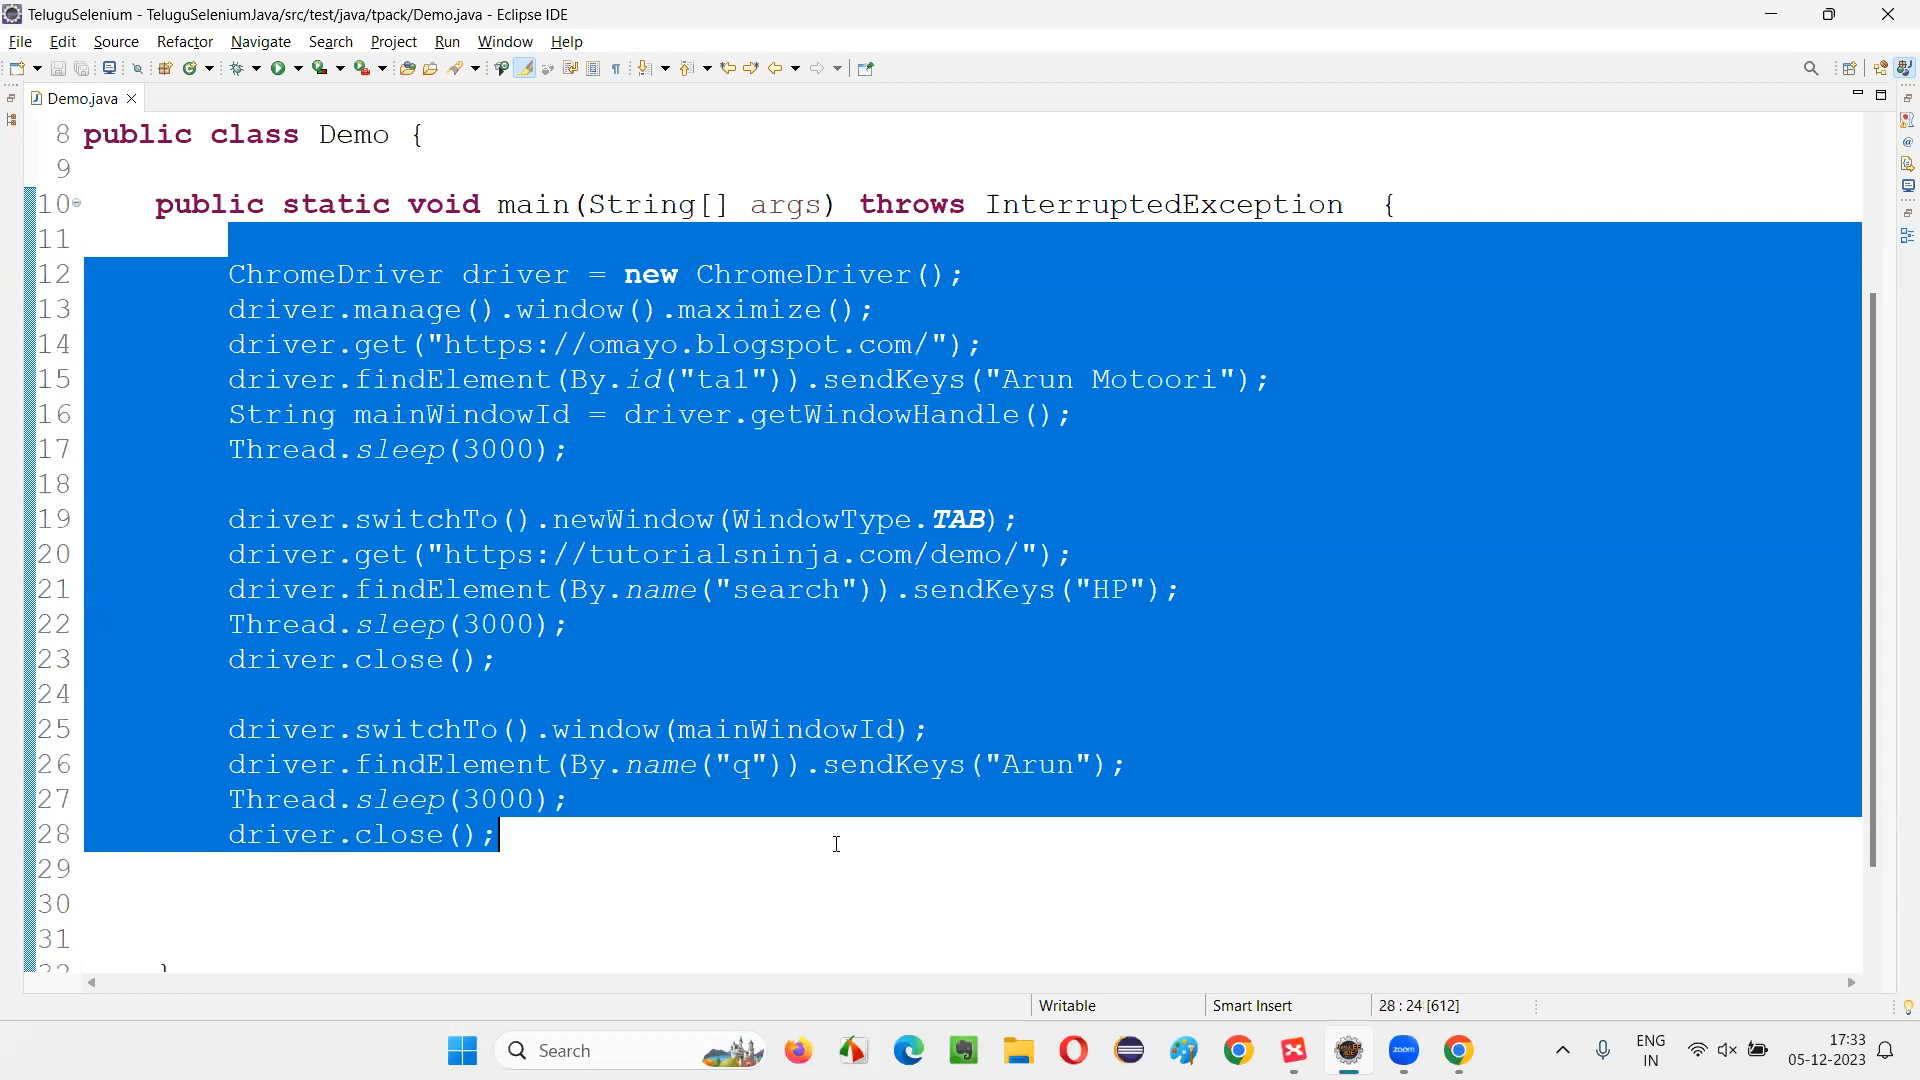 TeluguSelenium - TeluguSeleniumJava/src/test/java/tpack/Demo.java - Eclipse IDE
File Edit Source Refactor Navigate Search Project Run Window Help
Demo.java
8 public class Demo {
9
10 public static void main(String[] args) throws InterruptedException {
11
12 ChromeDriver driver = new ChromeDriver();
13 driver.manage().window().maximize();
14 driver.get("https://omayo.blogspot.com/");
15 driver.findElement(By.id("ta1")).sendKeys("Arun Motoori");
16 String mainWindowId = driver.getWindowHandle();
17 Thread.sleep(3000);
18
19 driver.switchTo().newWindow(WindowType.TAB);
20 driver.get("https://tutorialsninja.com/demo/");
21 driver.findElement(By.name("search")).sendKeys("HP");
22 Thread.sleep(3000);
23 driver.close();
24
25 driver.switchTo().window(mainWindowId);
26 driver.findElement(By.name("q")).sendKeys("Arun");
27 Thread.sleep(3000);
28 driver.close();
29
30
31
32 }
Writable Smart Insert 28 : 24 [612]
Search
zoom
ENG
IN
17:33
05-12-2023